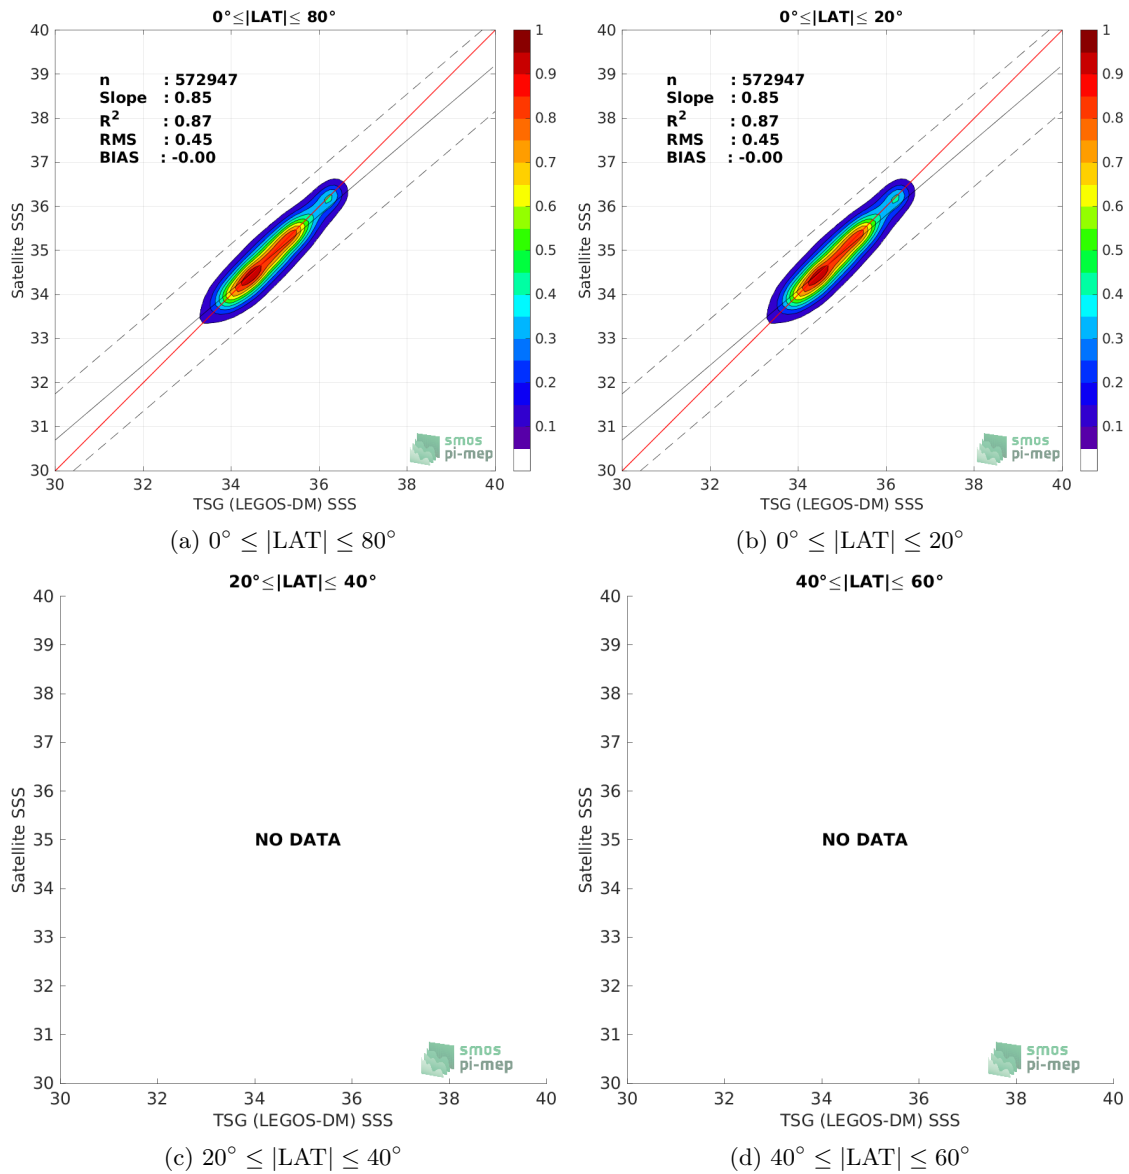 0°≤|LAT|≤ 80°
40
39
38
37
36
35
34
33
32
31
30
Satellite SSS
n : 572947
Slope : 0.85
R² : 0.87
RMS : 0.45
BIAS : -0.00
smos
pi-mep
30 32 34 36 38 40
TSG (LEGOS-DM) SSS
1
0.9
0.8
0.7
0.6
0.5
0.4
0.3
0.2
0.1
(a) 0° ≤ |LAT| ≤ 80°
0°≤|LAT|≤ 20°
40
39
38
37
36
35
34
33
32
31
30
Satellite SSS
n : 572947
Slope : 0.85
R² : 0.87
RMS : 0.45
BIAS : -0.00
smos
pi-mep
30 32 34 36 38 40
TSG (LEGOS-DM) SSS
1
0.9
0.8
0.7
0.6
0.5
0.4
0.3
0.2
0.1
(b) 0° ≤ |LAT| ≤ 20°
20°≤|LAT|≤ 40°
40
39
38
37
36
35
34
33
32
31
30
Satellite SSS
NO DATA
smos
pi-mep
30 32 34 36 38 40
TSG (LEGOS-DM) SSS
(c) 20° ≤ |LAT| ≤ 40°
40°≤|LAT|≤ 60°
40
39
38
37
36
35
34
33
32
31
30
Satellite SSS
NO DATA
smos
pi-mep
30 32 34 36 38 40
TSG (LEGOS-DM) SSS
(d) 40° ≤ |LAT| ≤ 60°